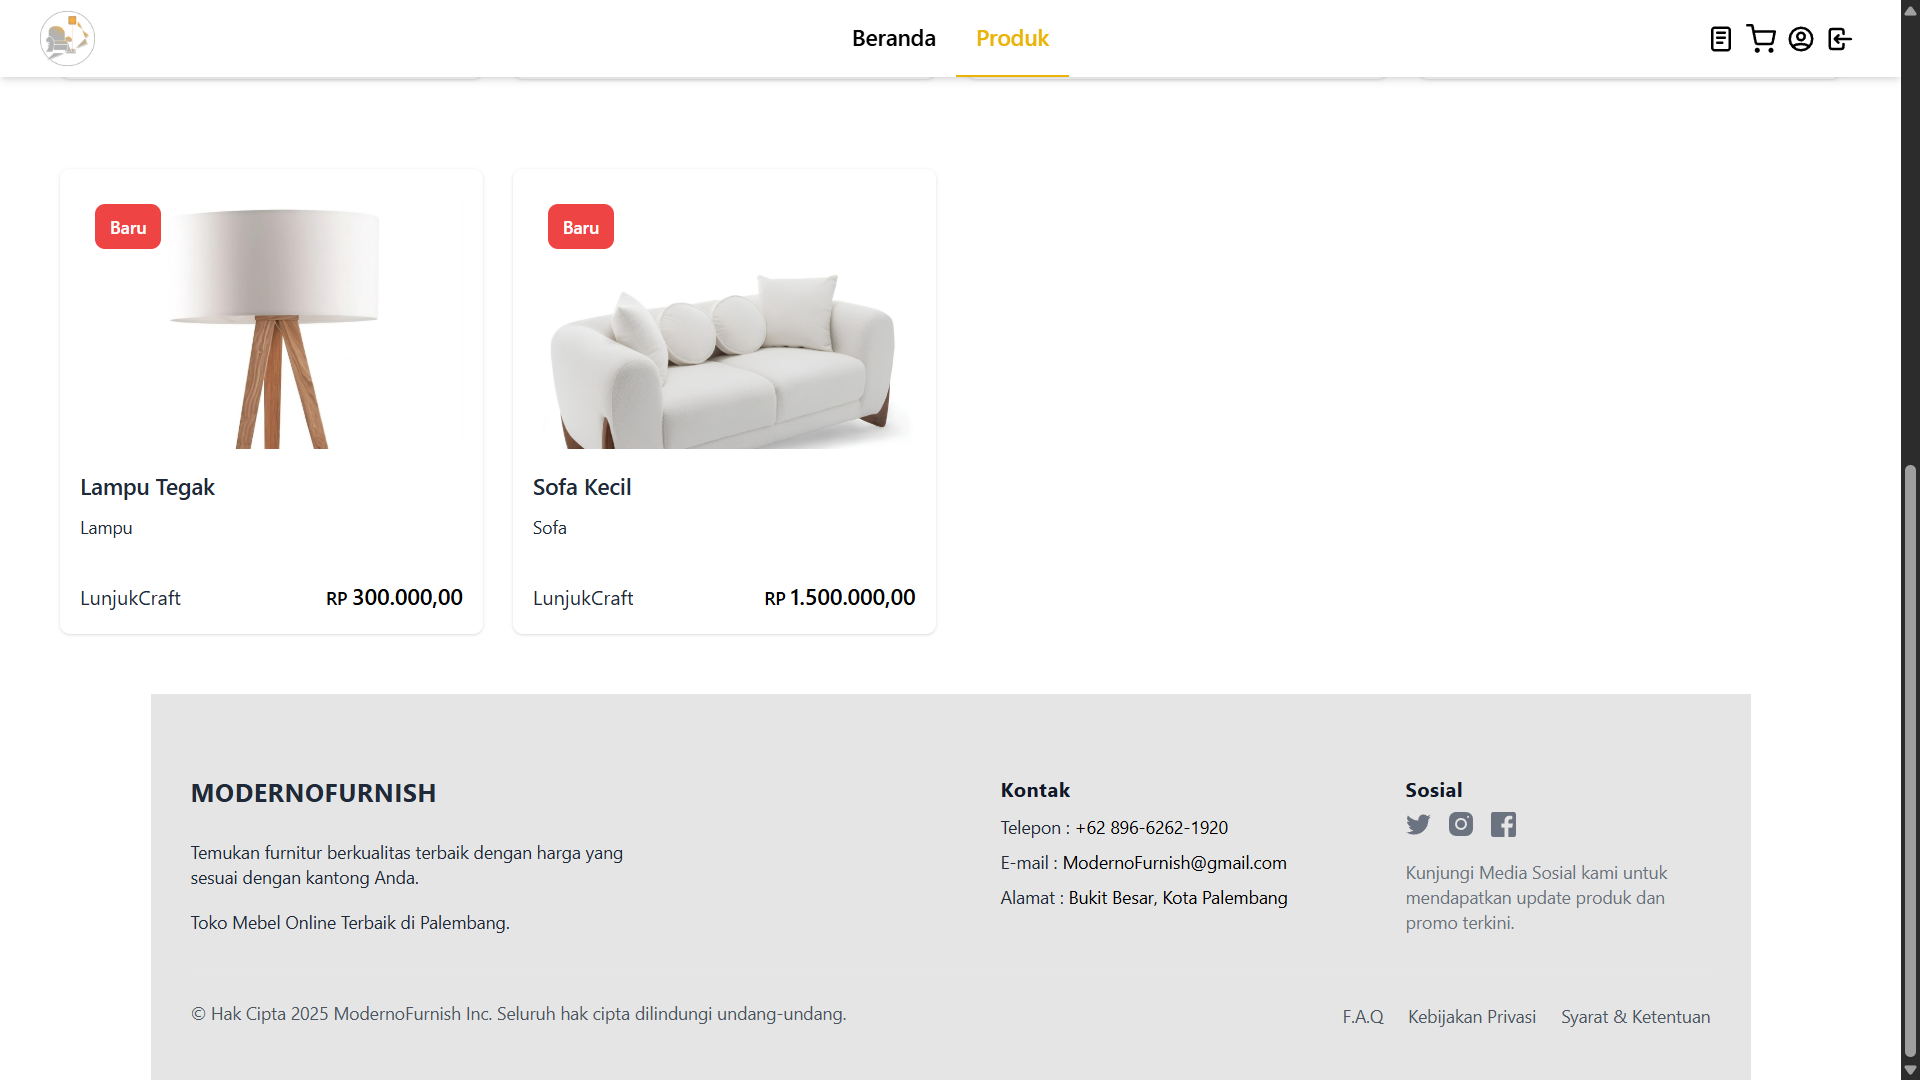 Beranda
Produk
Baru
Lampu Tegak
Lampu
LunjukCraft
RP 300.000,00
Baru
Sofa Kecil
Sofa
LunjukCraft
RP 1.500.000,00
MODERNOFURNISH
Temukan furnitur berkualitas terbaik dengan harga yang
sesuai dengan kantong Anda.
Toko Mebel Online Terbaik di Palembang.
Kontak
Telepon : +62 896-6262-1920
E-mail : ModernoFurnish@gmail.com
Alamat : Bukit Besar, Kota Palembang
Sosial
Kunjungi Media Sosial kami untuk
mendapatkan update produk dan
promo terkini.
© Hak Cipta 2025 ModernoFurnish Inc. Seluruh hak cipta dilindungi undang-undang.
F.A.Q
Kebijakan Privasi
Syarat & Ketentuan